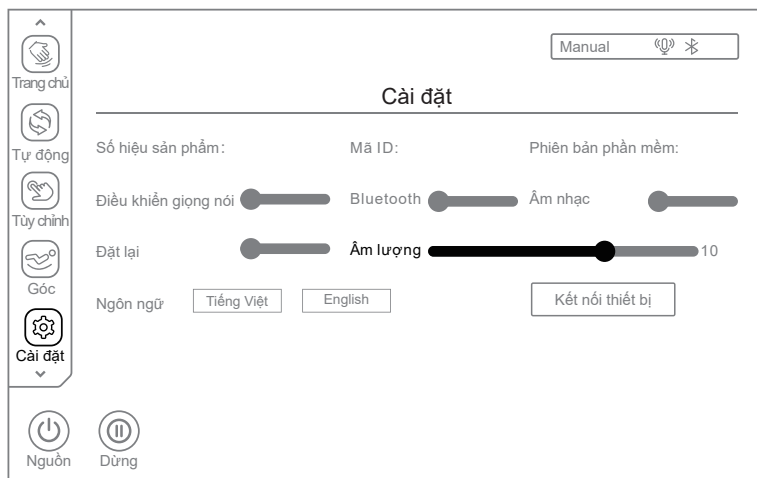 Manual
Trang chủ
Cài đặt
Tự động
Số hiệu sản phẩm: Mã ID: Phiên bản phần mềm:
Điều khiển giọng nói Bluetooth Âm nhạc
Tùy chỉnh
Đặt lại Âm lượng 10
Góc
Ngôn ngữ Tiếng Việt English Kết nối thiết bị
Cài đặt
Nguồn Dừng